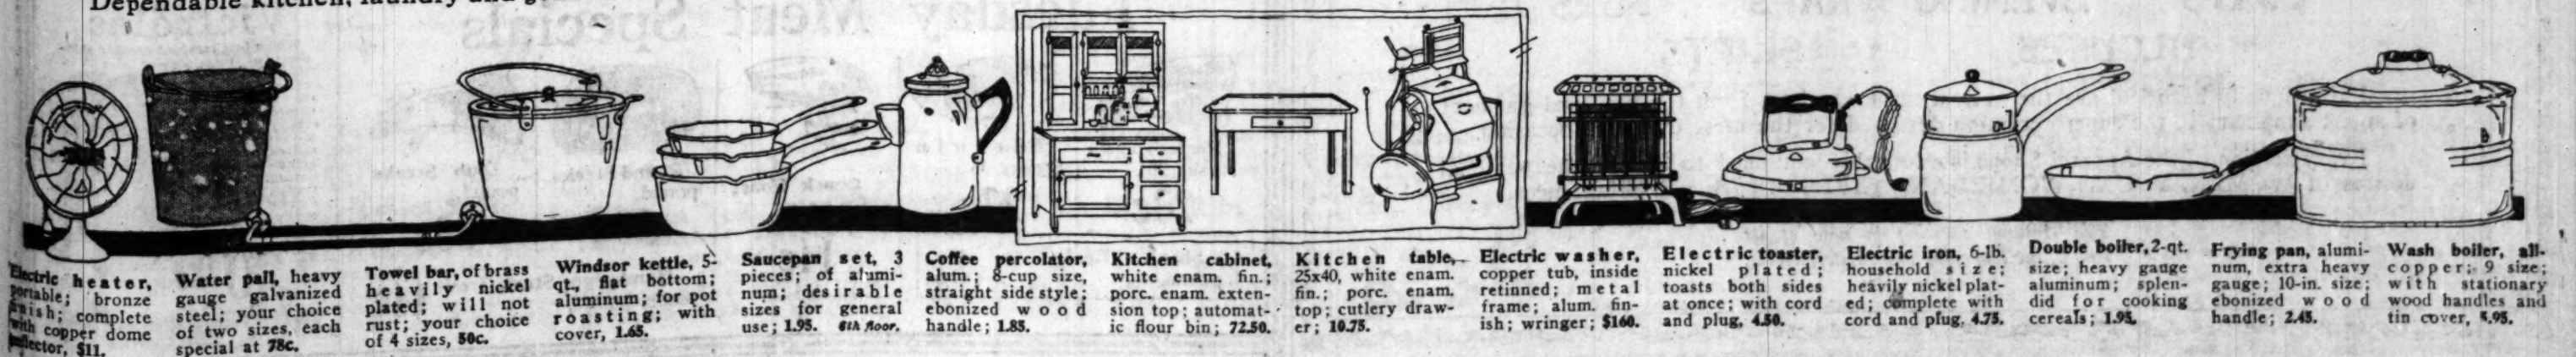 Dependable kitchen, laundry and
Electric heater,
portable; bronze
finish; complete
with copper dome
reflector, $11.
Water pail, heavy
gauge galvanized
steel; your choice
of two sizes, each
special at 78c.
Towel bar, of brass
heavily nickel
plated; will not
rust; your choice
of 4 sizes, 50c.
Windsor kettle, 5-
qt., flat bottom;
aluminum; for pot
roasting; with
cover, 1.65.
Saucepan set, 3
pieces; of alumi-
num; desirable
sizes for general
use; 1.95. 6th floor.
Coffee percolator,
alum.; 8-cup size,
straight side style;
ebonized wood
handle; 1.85.
Kitchen cabinet,
white enam. fin.;
porc. enam. exten-
sion top; automat-
ic flour bin; 72.50.
Kitchen table,
25x40, white enam.
fin.; porc. enam.
top; cutlery draw-
er; 10.75.
Electric washer,
copper tub, inside
retinned; metal
frame; alum. fin-
ish; wringer; $160.
Electric toaster,
nickel plated;
toasts both sides
at once; with cord
and plug, 4.50.
Electric iron, 6-lb.
household size;
heavily nickel plat-
ed; complete with
cord and plug, 4.75.
Double boiler, 2-qt.
size; heavy gauge
aluminum; splen-
did for cooking
cereals; 1.95.
Frying pan, alumi-
num, extra heavy
gauge; 10-in. size;
ebonized wood
handle; 2.45.
Wash boiler, all-
copper; 9 size;
with stationary
wood handles and
tin cover,